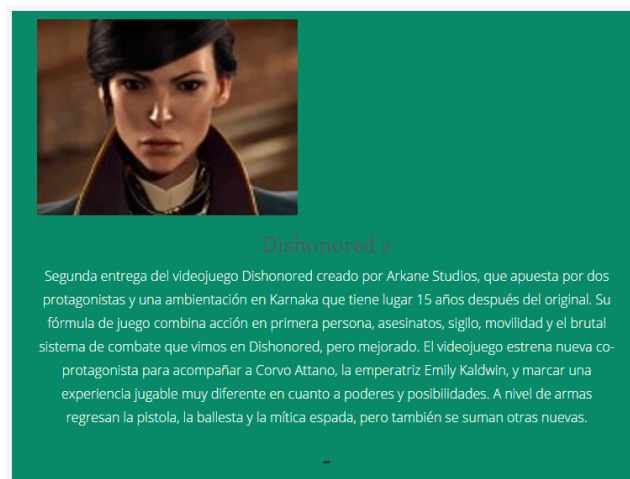 Dishonored 2
Segunda entrega del videojuego Dishonored creado por Arkane Studios, que apuesta por dos
protagonistas y una ambientación en Karnaka que tiene lugar 15 años después del original. Su
fórmula de juego combina acción en primera persona, asesinatos, sigilo, movilidad y el brutal
sistema de combate que vimos en Dishonored, pero mejorado. El videojuego estrena nueva co-
protagonista para acompañar a Corvo Attano, la emperatriz Emily Kaldwin, y marcar una
experiencia jugable muy diferente en cuanto a poderes y posibilidades. A nivel de armas
regresan la pistola, la ballesta y la mítica espada, pero también se suman otras nuevas.
-